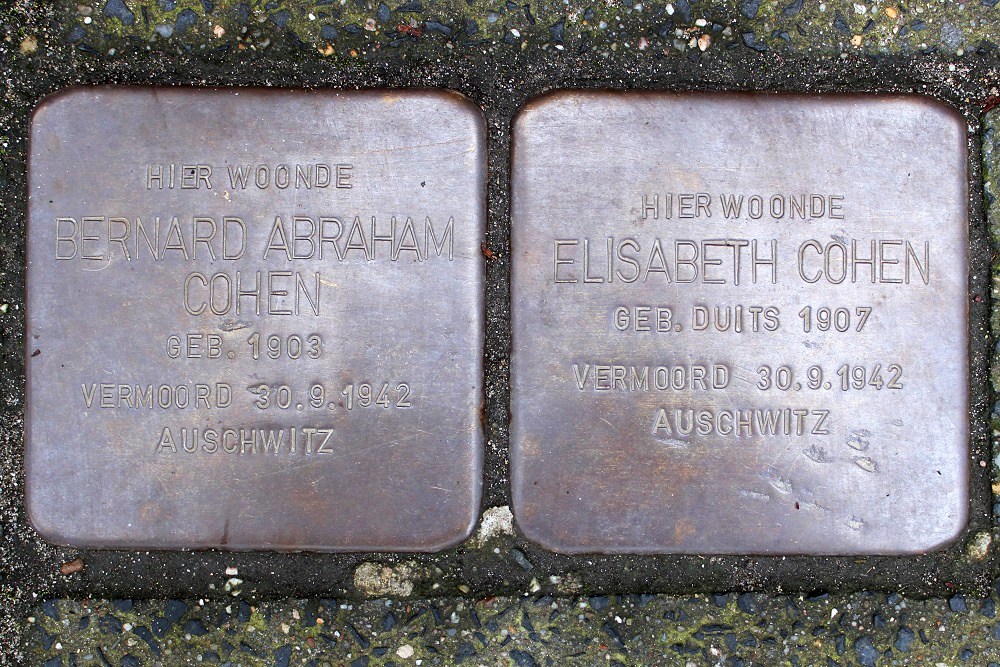 HIER WOONDE
BERNARD ABRAHAM
COHEN
GEB. 1903
VERMOORD 30.9.1942
AUSCHWITZ
HIER WOONDE
ELISABETH COHEN
GEB. DUITS 1907
VERMOORD 30.9.1942
AUSCHWITZ